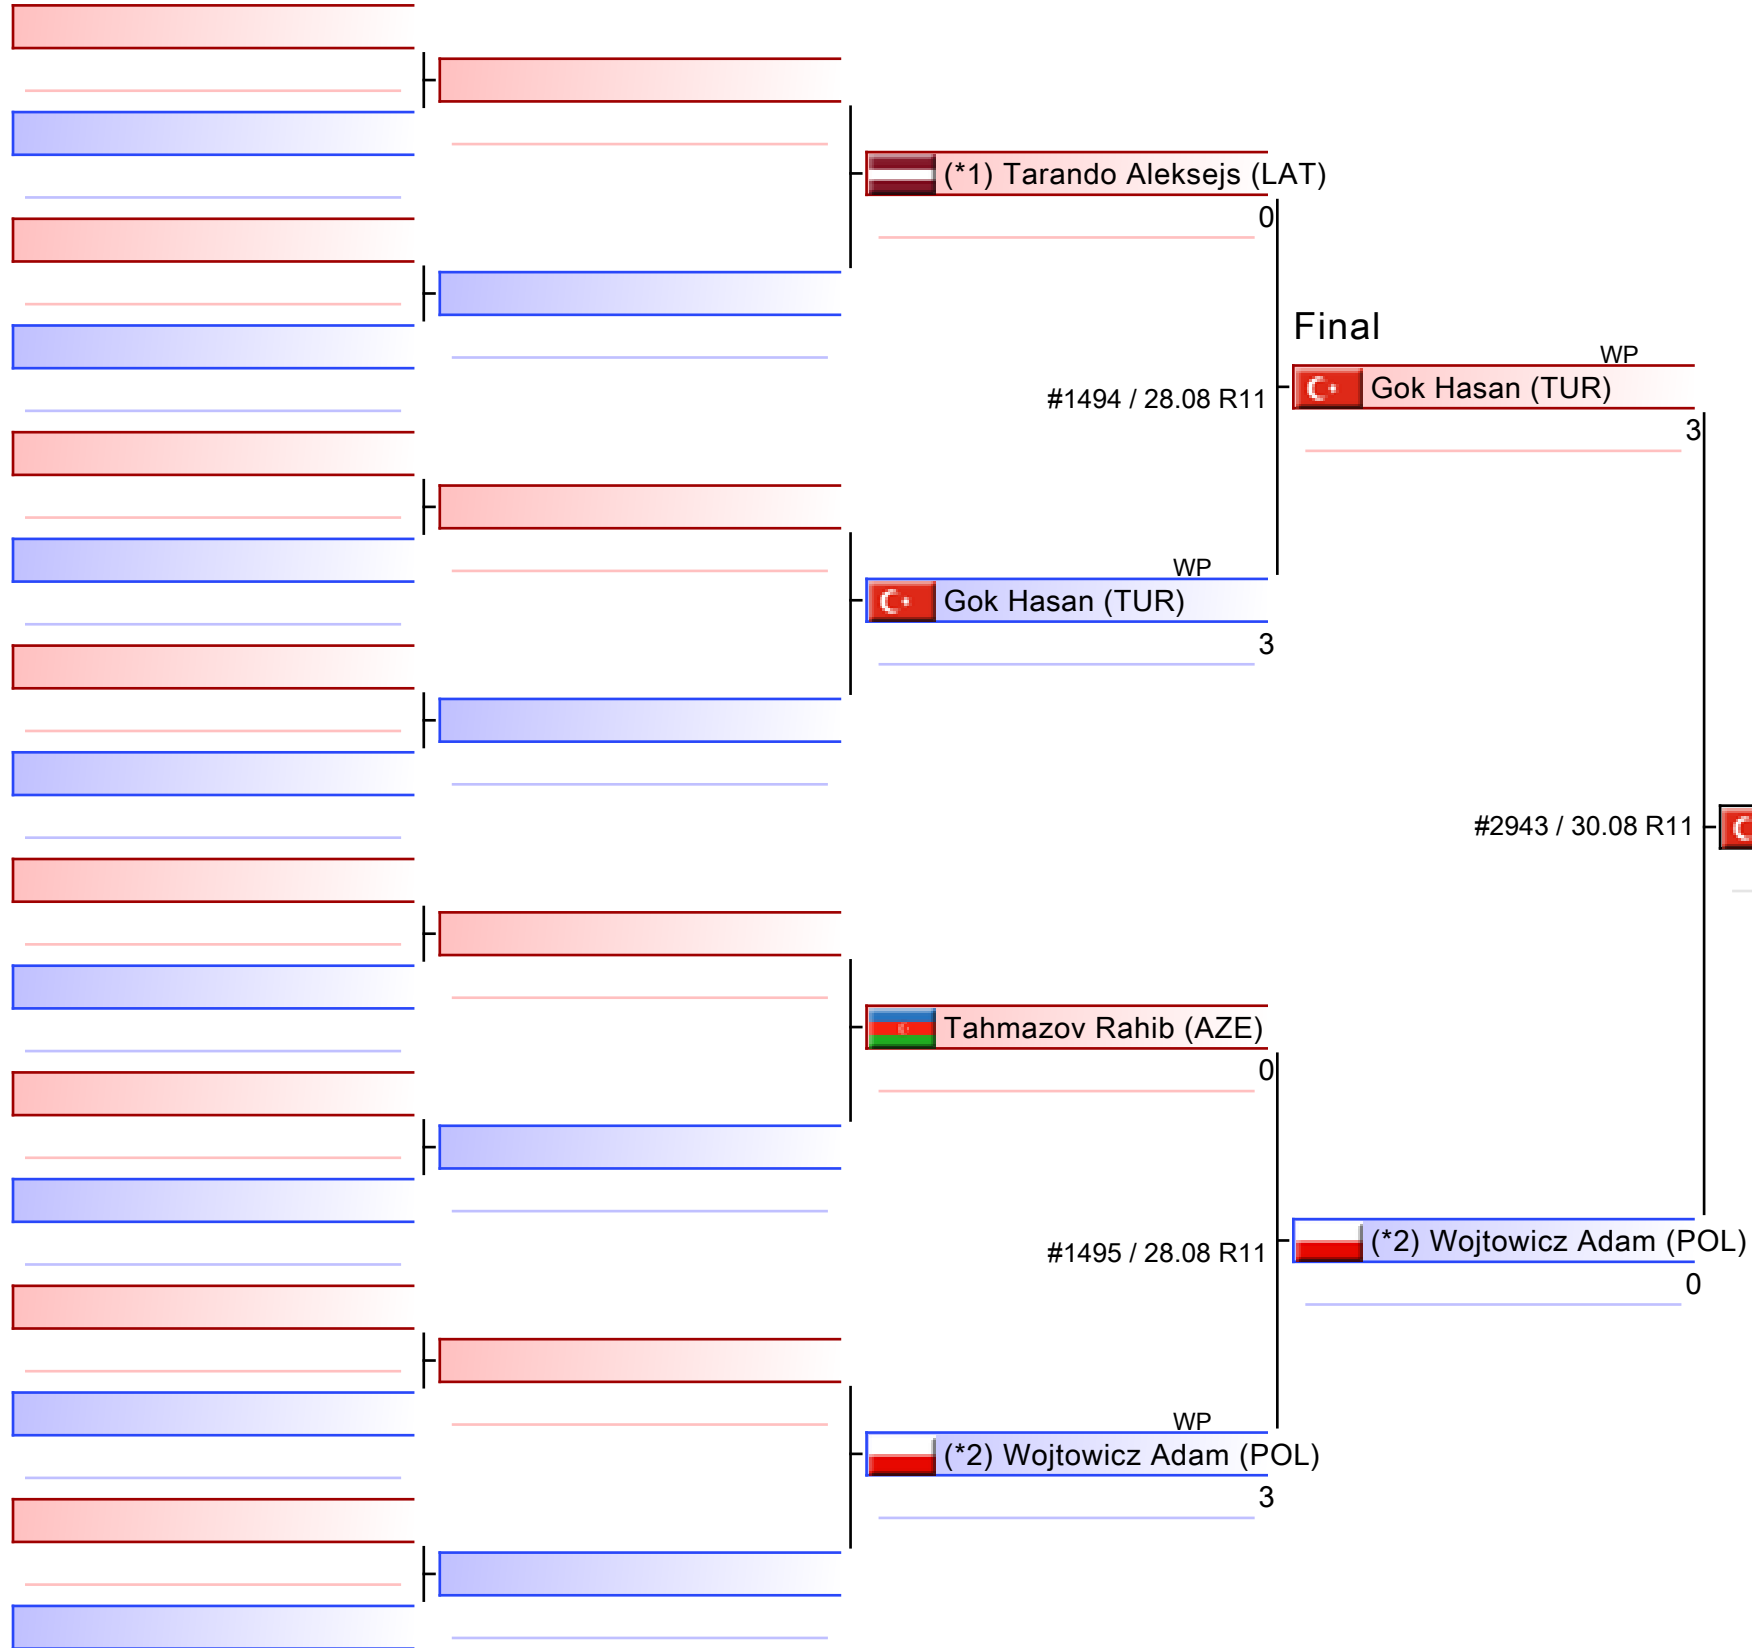 (*1) Tarando Aleksejs (LAT)
0
Final
WP
#1494 / 28.08 R11
Gok Hasan (TUR)
3
WP
Gok Hasan (TUR)
3
#2943 / 30.08 R11
Tahmazov Rahib (AZE)
0
#1495 / 28.08 R11
(*2) Wojtowicz Adam (POL)
0
WP
(*2) Wojtowicz Adam (POL)
3